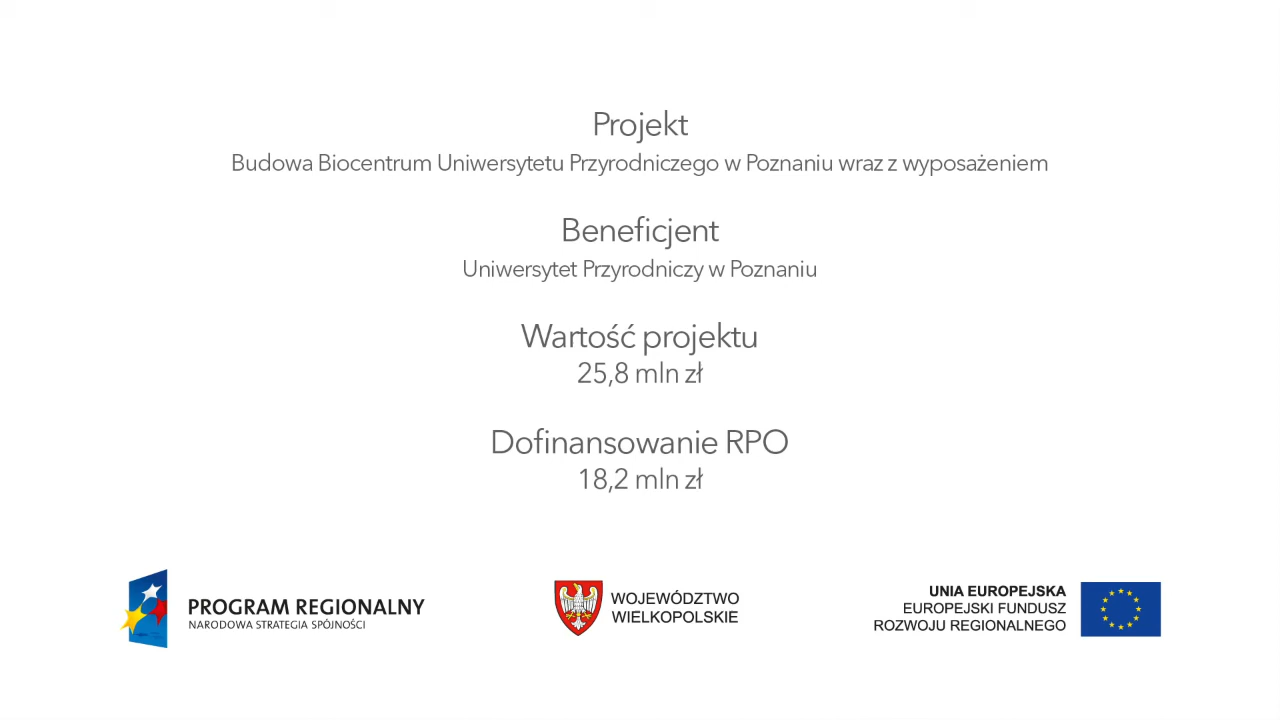 Projekt
Budowa Biocentrum Uniwersytetu Przyrodniczego w Poznaniu wraz z wyposażeniem
Beneficjent
Uniwersytet Przyrodniczy w Poznaniu
Wartość projektu
25,8 mln zł
Dofinansowanie RPO
18,2 mln zł
PROGRAM REGIONALNY
NARODOWA STRATEGIA SPÓJNOŚCI
WOJEWÓDZTWO
WIELKOPOLSKIE
UNIA EUROPEJSKA
EUROPEJSKI FUNDUSZ
ROZWOJU REGIONALNEGO